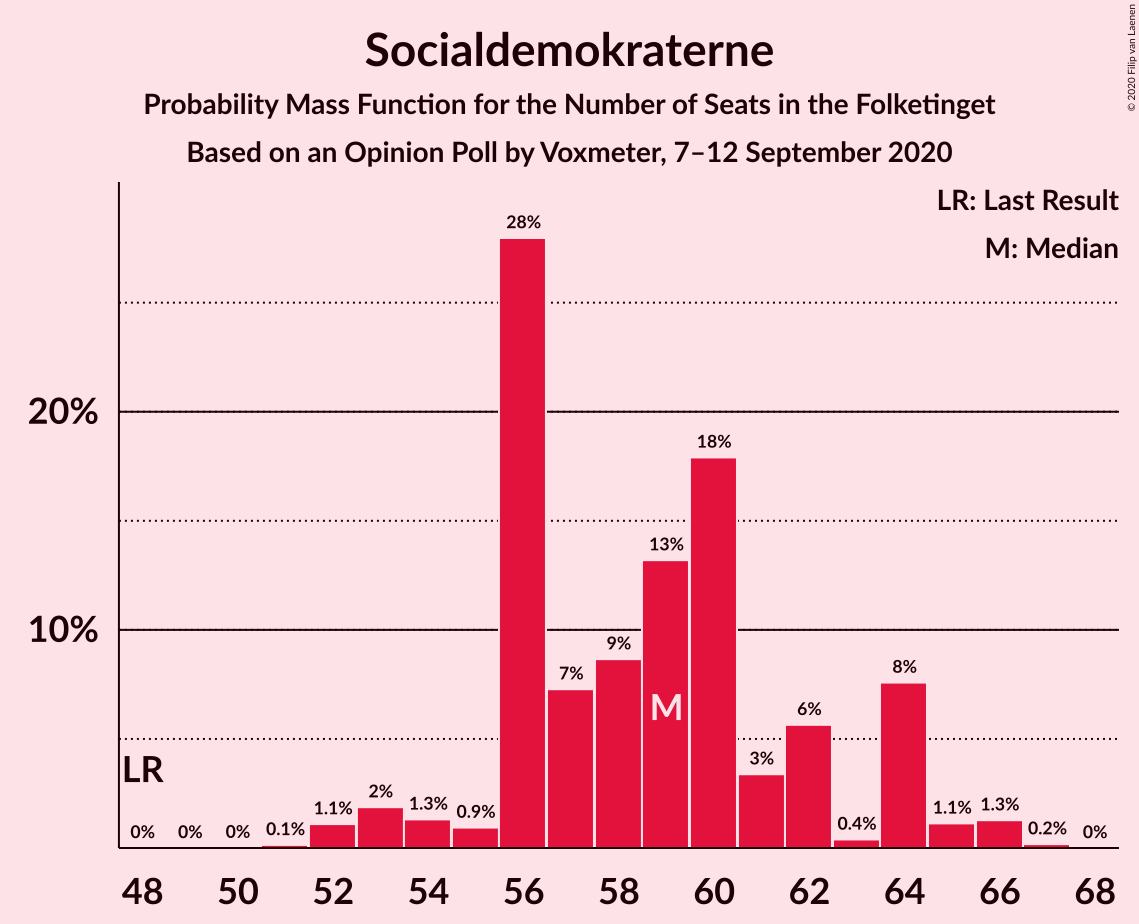 Socialdemokraterne
Probability Mass Function for the Number of Seats in the Folketinget
Based on an Opinion Poll by Voxmeter, 7–12 September 2020
© 2020 Filip van Laenen
LR: Last Result
M: Median
28%
20%
18%
13%
10%
9%
7%
8%
6%
3%
M
LR
0%
0%
0%
0.1%
1.1%
2%
1.3%
0.9%
0.4%
1.1%
1.3%
0.2%
0%
48 50 52 54 56 58 60 62 64 66 68